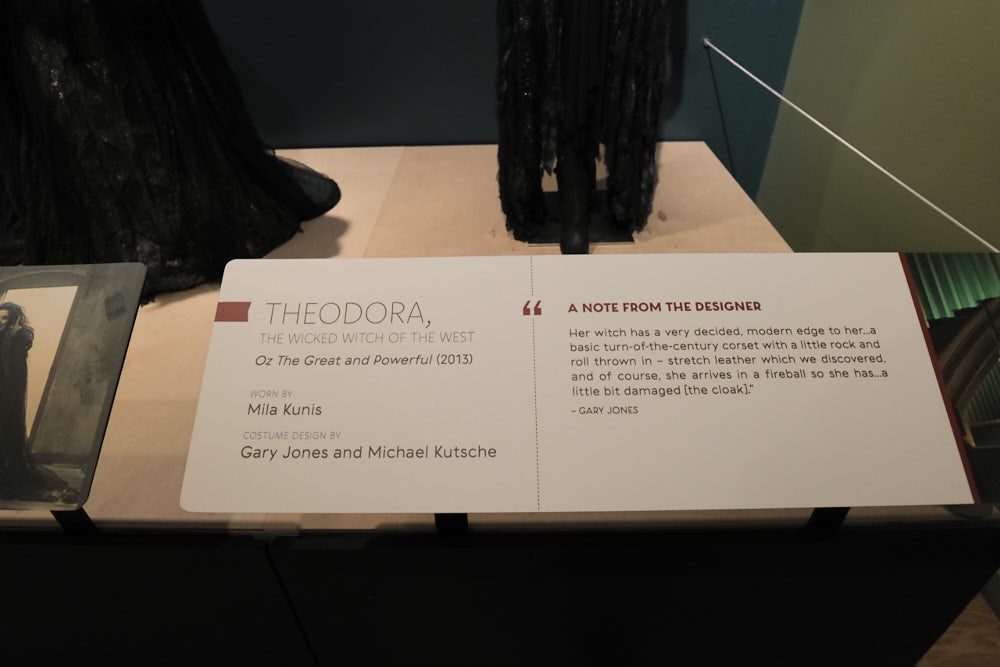 THEODORA,
THE WICKED WITCH OF THE WEST
Oz The Great and Powerful (2013)
WORN BY
Mila Kunis
COSTUME DESIGN BY
Gary Jones and Michael Kutsche
“
A NOTE FROM THE DESIGNER
Her witch has a very decided, modern edge to her...a
basic turn-of-the-century corset with a little rock and
roll thrown in – stretch leather which we discovered,
and of course, she arrives in a fireball so she has...a
little bit damaged [the cloak].”
– GARY JONES